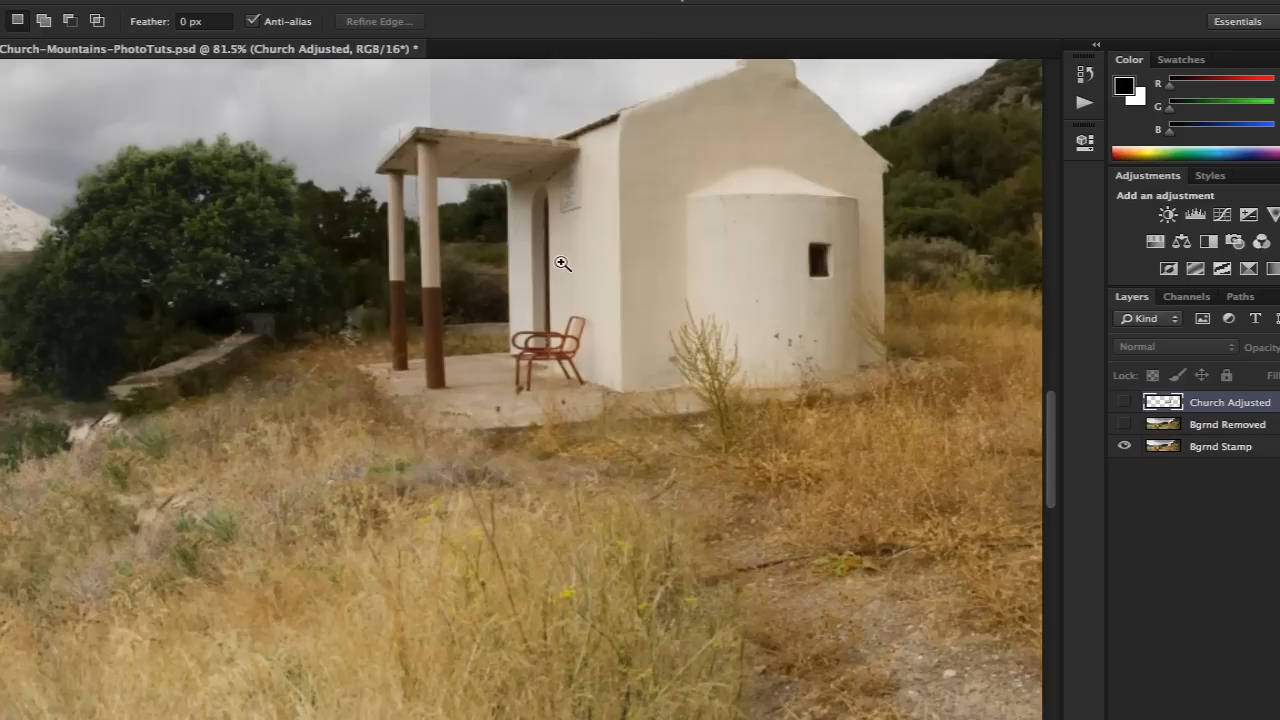 Feather: 0 px Anti-alias Refine Edge... Essentials
Church-Mountains-PhotoTuts.psd @ 81.5% (Church Adjusted, RGB/16*) *
Color Swatches
R
G
B
Adjustments Styles
Add an adjustment
Layers Channels Paths
Kind T
Normal Opacity
Lock: Fil
Church Adjusted
Bgrnd Removed
Bgrnd Stamp